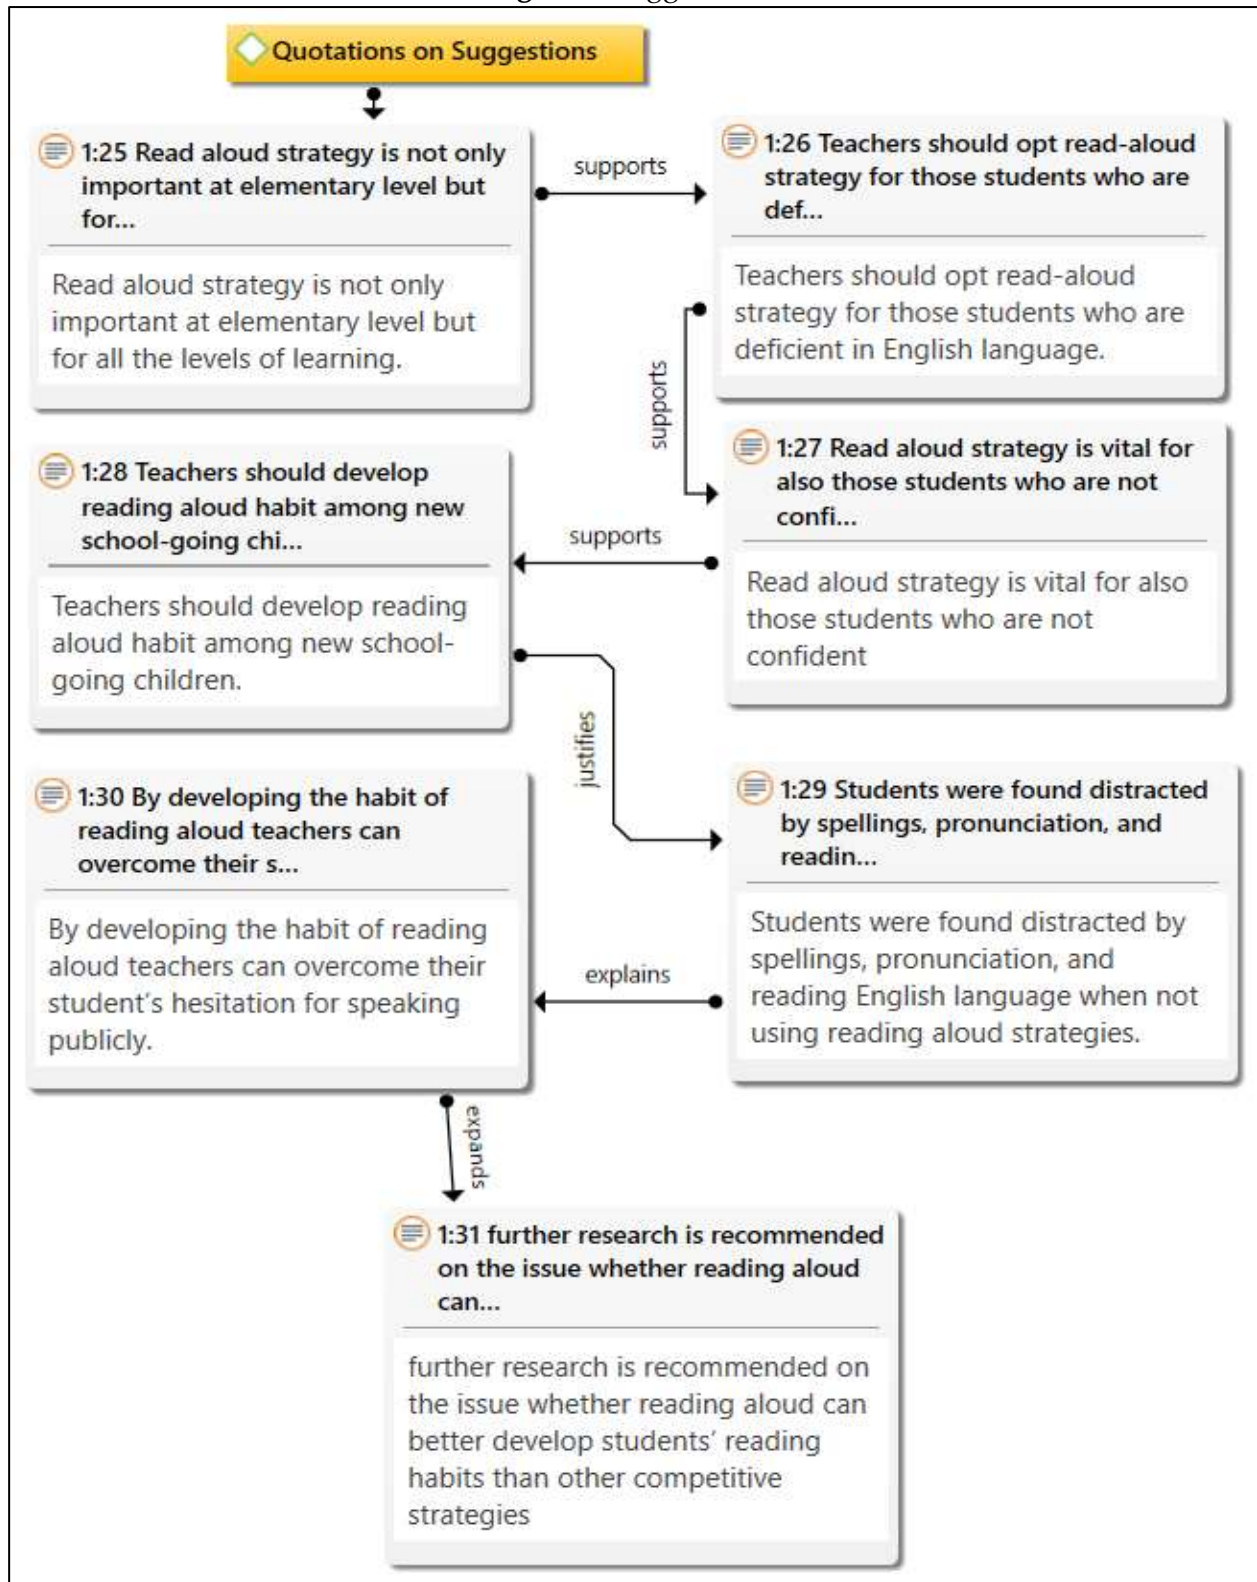 Quotations on Suggestions
1:25 Read aloud strategy is not only
important at elementary level but
for...
Read aloud strategy is not only
important at elementary level but
for all the levels of learning.
supports
1:26 Teachers should opt read-aloud
strategy for those students who are
def...
Teachers should opt read-aloud
strategy for those students who are
deficient in English language.
supports
1:27 Read aloud strategy is vital for
also those students who are not
confi...
Read aloud strategy is vital for also
those students who are not
confident
supports
1:28 Teachers should develop
reading aloud habit among new
school-going chi...
Teachers should develop reading
aloud habit among new school-
going children.
justifies
1:29 Students were found distracted
by spellings, pronunciation, and
readin...
Students were found distracted by
spellings, pronunciation, and
reading English language when not
using reading aloud strategies.
explains
1:30 By developing the habit of
reading aloud teachers can
overcome their s...
By developing the habit of reading
aloud teachers can overcome their
student's hesitation for speaking
publicly.
expands
1:31 further research is recommended
on the issue whether reading aloud
can...
further research is recommended on
the issue whether reading aloud can
better develop students' reading
habits than other competitive
strategies